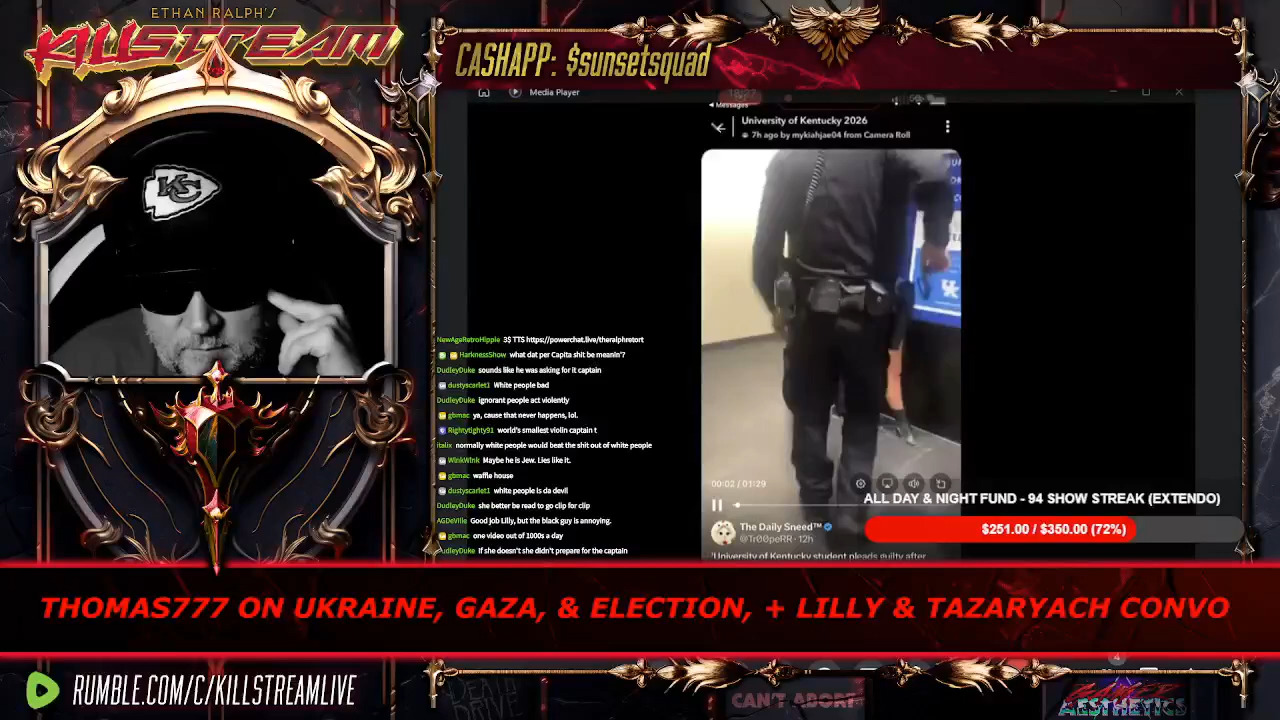 ETHAN RALPH'S
KILLSTREAM
CASHAPP: $sunsetsquad
Media Player
Messages
University of Kentucky 2026
7h ago by mykiahjae04 from Camera Roll
KC
UK
NewAgeRetroHippie 3$ TTS https://powerchat.live/theralphretort
HarknessShow what dat per Capita shit be meanin'?
DudleyDuke sounds like he was asking for it captain
dustyscarlet1 White people bad
DudleyDuke ignorant people act violently
gbmac ya, cause that never happens, lol.
Rightytighty91 world's smallest violin captain t
italix normally white people would beat the shit out of white people
WinkWink Maybe he is Jew. Lies like it.
gbmac waffle house
dustyscarlet1 white people is da devil
DudleyDuke she better be read to go clip for clip
AGDeVille Good job Lilly, but the black guy is annoying.
gbmac one video out of 1000s a day
DudleyDuke If she doesn't she didn't prepare for the captain
00:02 / 01:29
ALL DAY & NIGHT FUND - 94 SHOW STREAK (EXTENDO)
$251.00 / $350.00 (72%)
The Daily Sneed™
@Tr00peRR · 12h
'University of Kentucky student pleads guilty after
THOMAS777 ON UKRAINE, GAZA, & ELECTION, + LILLY & TAZARYACH CONVO
RUMBLE.COM/C/KILLSTREAMLIVE
CAN'T ABORT
AESTHETICS